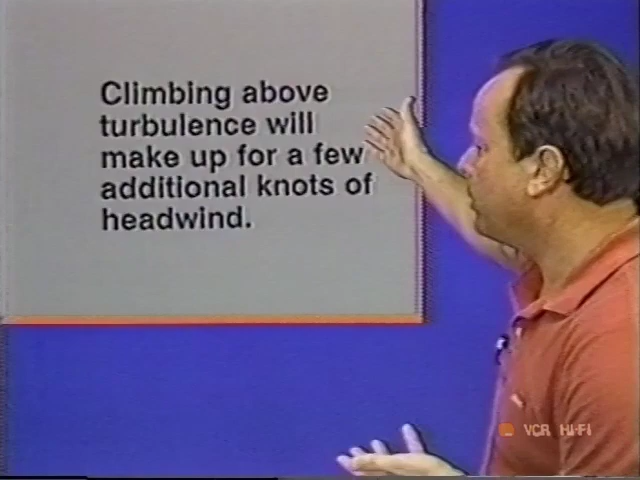 Climbing above
turbulence will
make up for a few
additional knots of
headwind.
VCR HI-FI